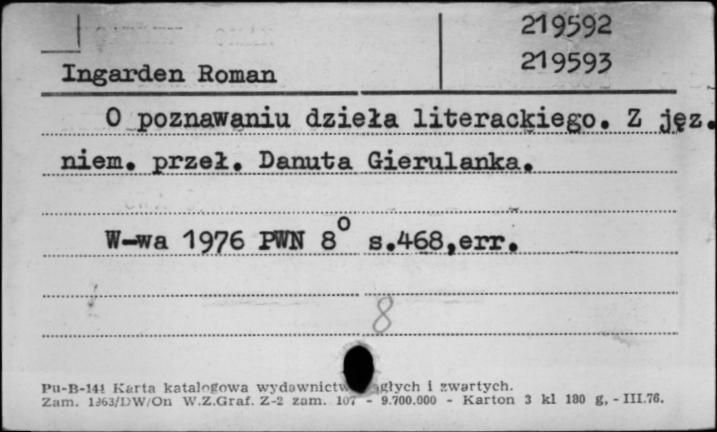 219592
219593
Ingarden Roman
O poznawaniu dzieła literackiego. Z jęz.
niem. przeł. Danuta Gierulanka.
W-wa 1976 PWN 8° s.468,err.
8
Pu-B-141 Karta katalogowa wydawnictw głych i zwartych.
Zam. 1363/DW/On W.Z.Graf. Z-2 zam. 107 - 9.700.000 - Karton 3 kl 180 g, - III.76.